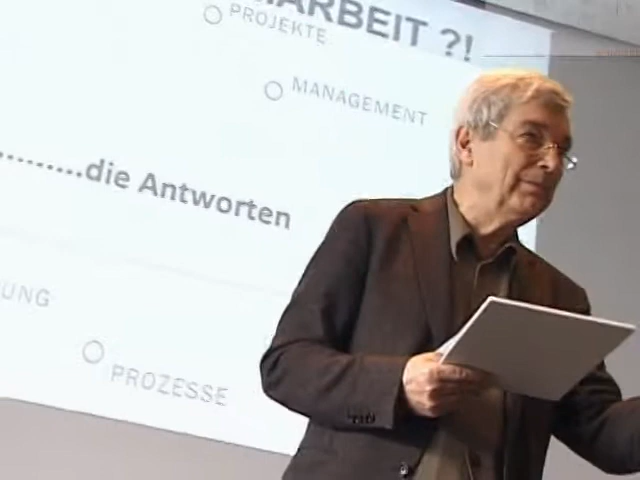 ARBEIT ?!
PROJEKTE
MANAGEMENT
...........die Antworten
UNG
PROZESSE